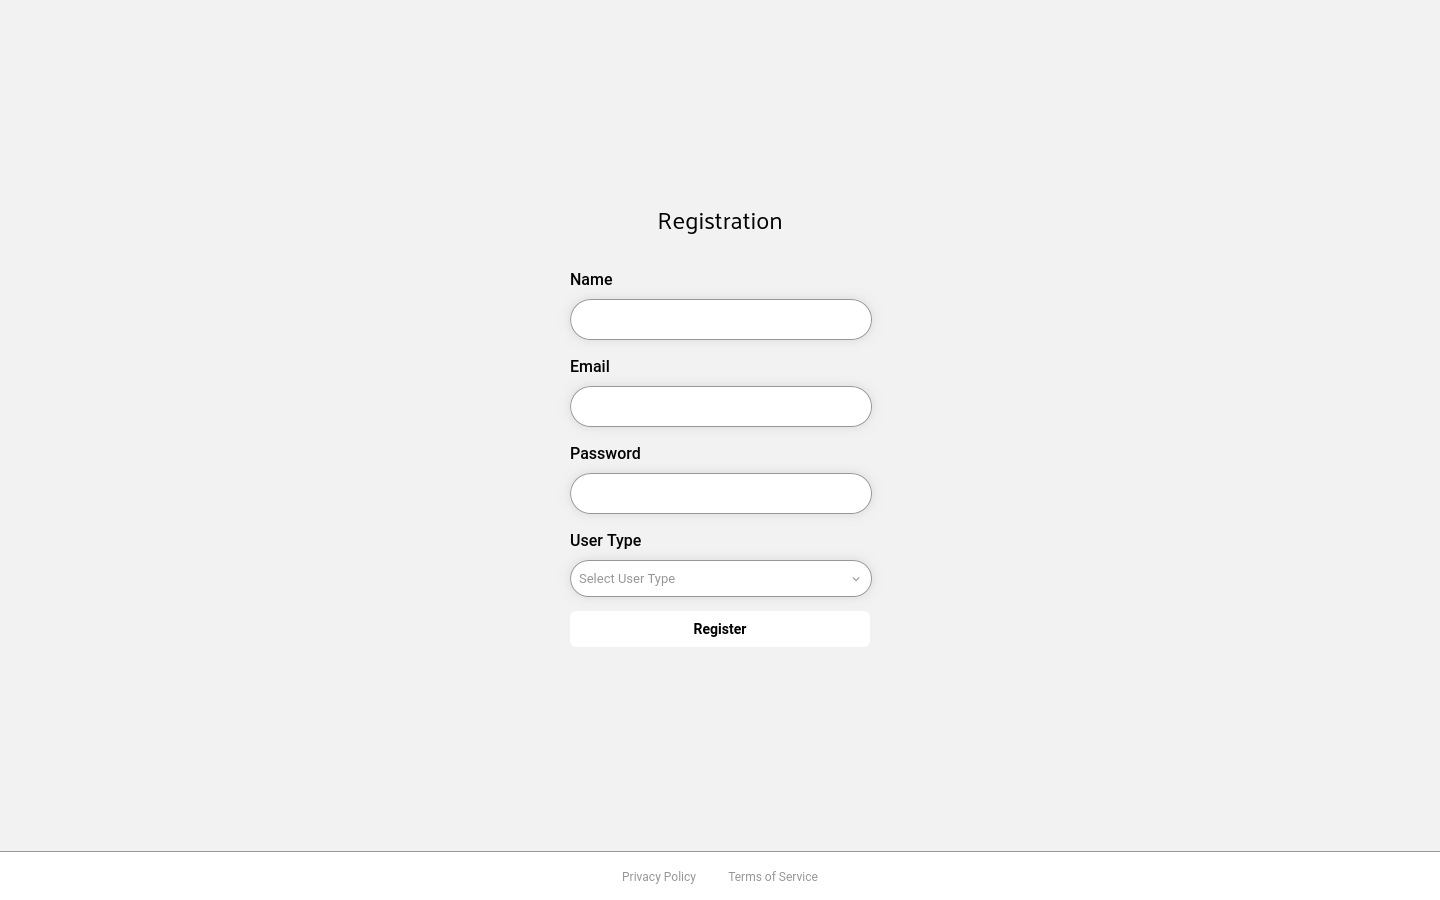 Registration
Name
Email
Password
User Type
Select User Type
Register
Privacy Policy Terms of Service